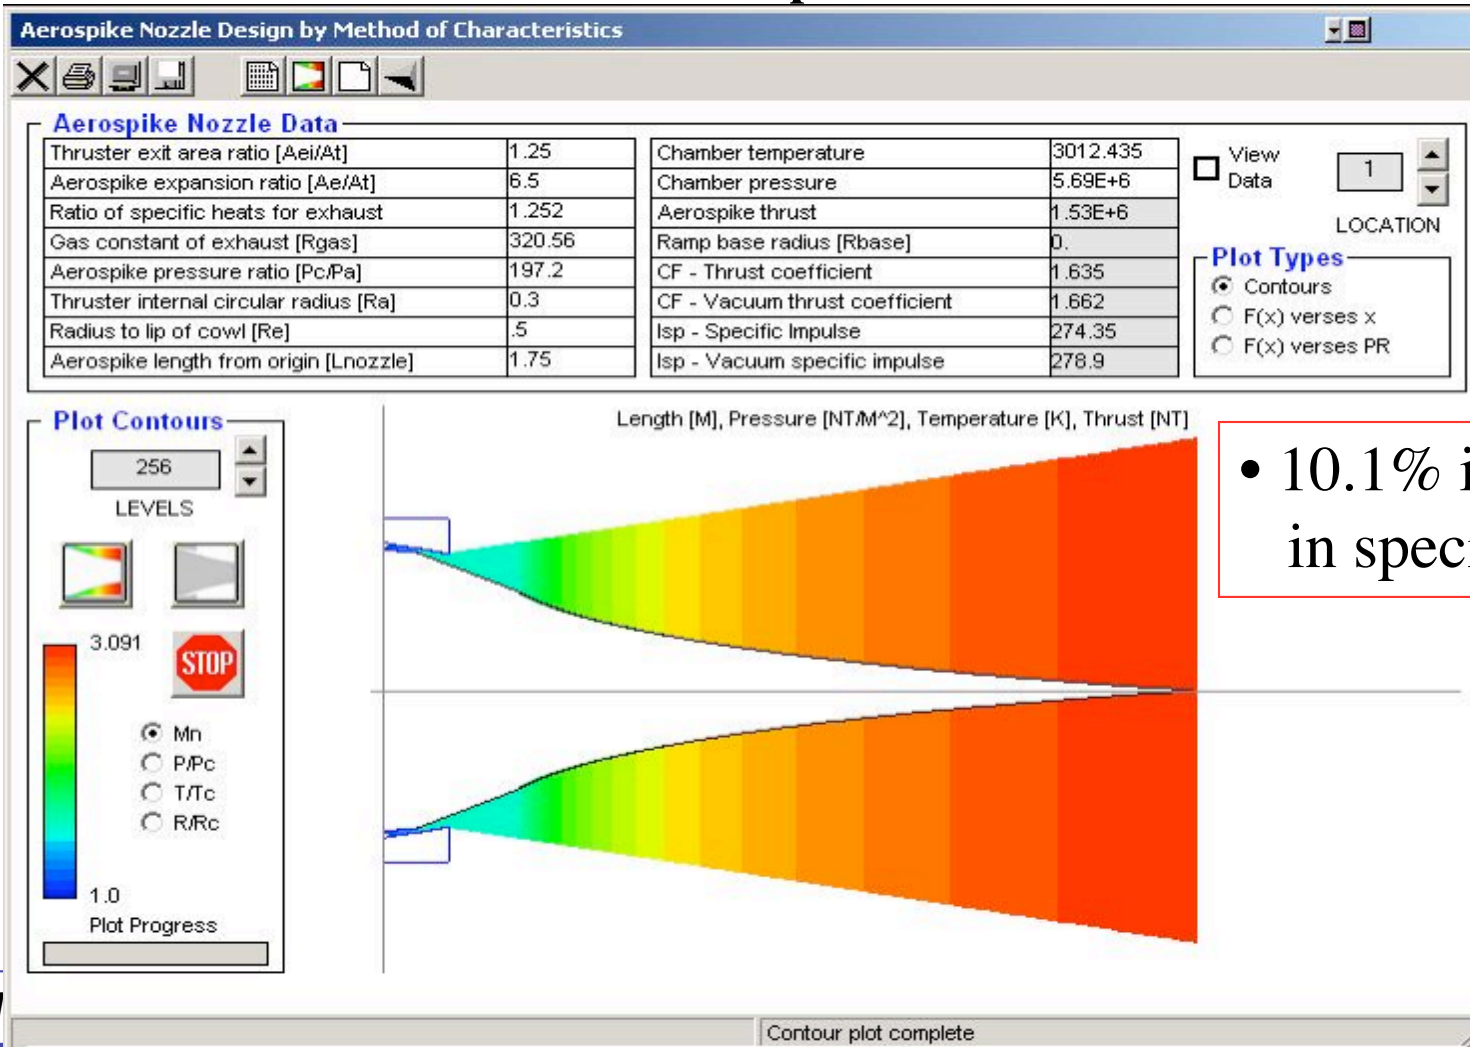 Aerospike Nozzle Design by Method of Characteristics
Aerospike Nozzle Data
Thruster exit area ratio [Aei/At] 1.25
Aerospike expansion ratio [Ae/At] 6.5
Ratio of specific heats for exhaust 1.252
Gas constant of exhaust [Rgas] 320.56
Aerospike pressure ratio [Pc/Pa] 197.2
Thruster internal circular radius [Ra] 0.3
Radius to lip of cowl [Re] .5
Aerospike length from origin [Lnozzle] 1.75
Chamber temperature 3012.435
Chamber pressure 5.69E+6
Aerospike thrust 1.53E+6
Ramp base radius [Rbase] 0.
CF - Thrust coefficient 1.635
CF - Vacuum thrust coefficient 1.662
Isp - Specific Impulse 274.35
Isp - Vacuum specific impulse 278.9
View
Data
1
LOCATION
Plot Types
Contours
F(x) verses x
F(x) verses PR
Plot Contours
256
LEVELS
3.091
STOP
Mn
P/Pc
T/Tc
R/Rc
1.0
Plot Progress
Length [M], Pressure [NT/M^2], Temperature [K], Thrust [NT]
• 10.1%
in
Contour plot complete